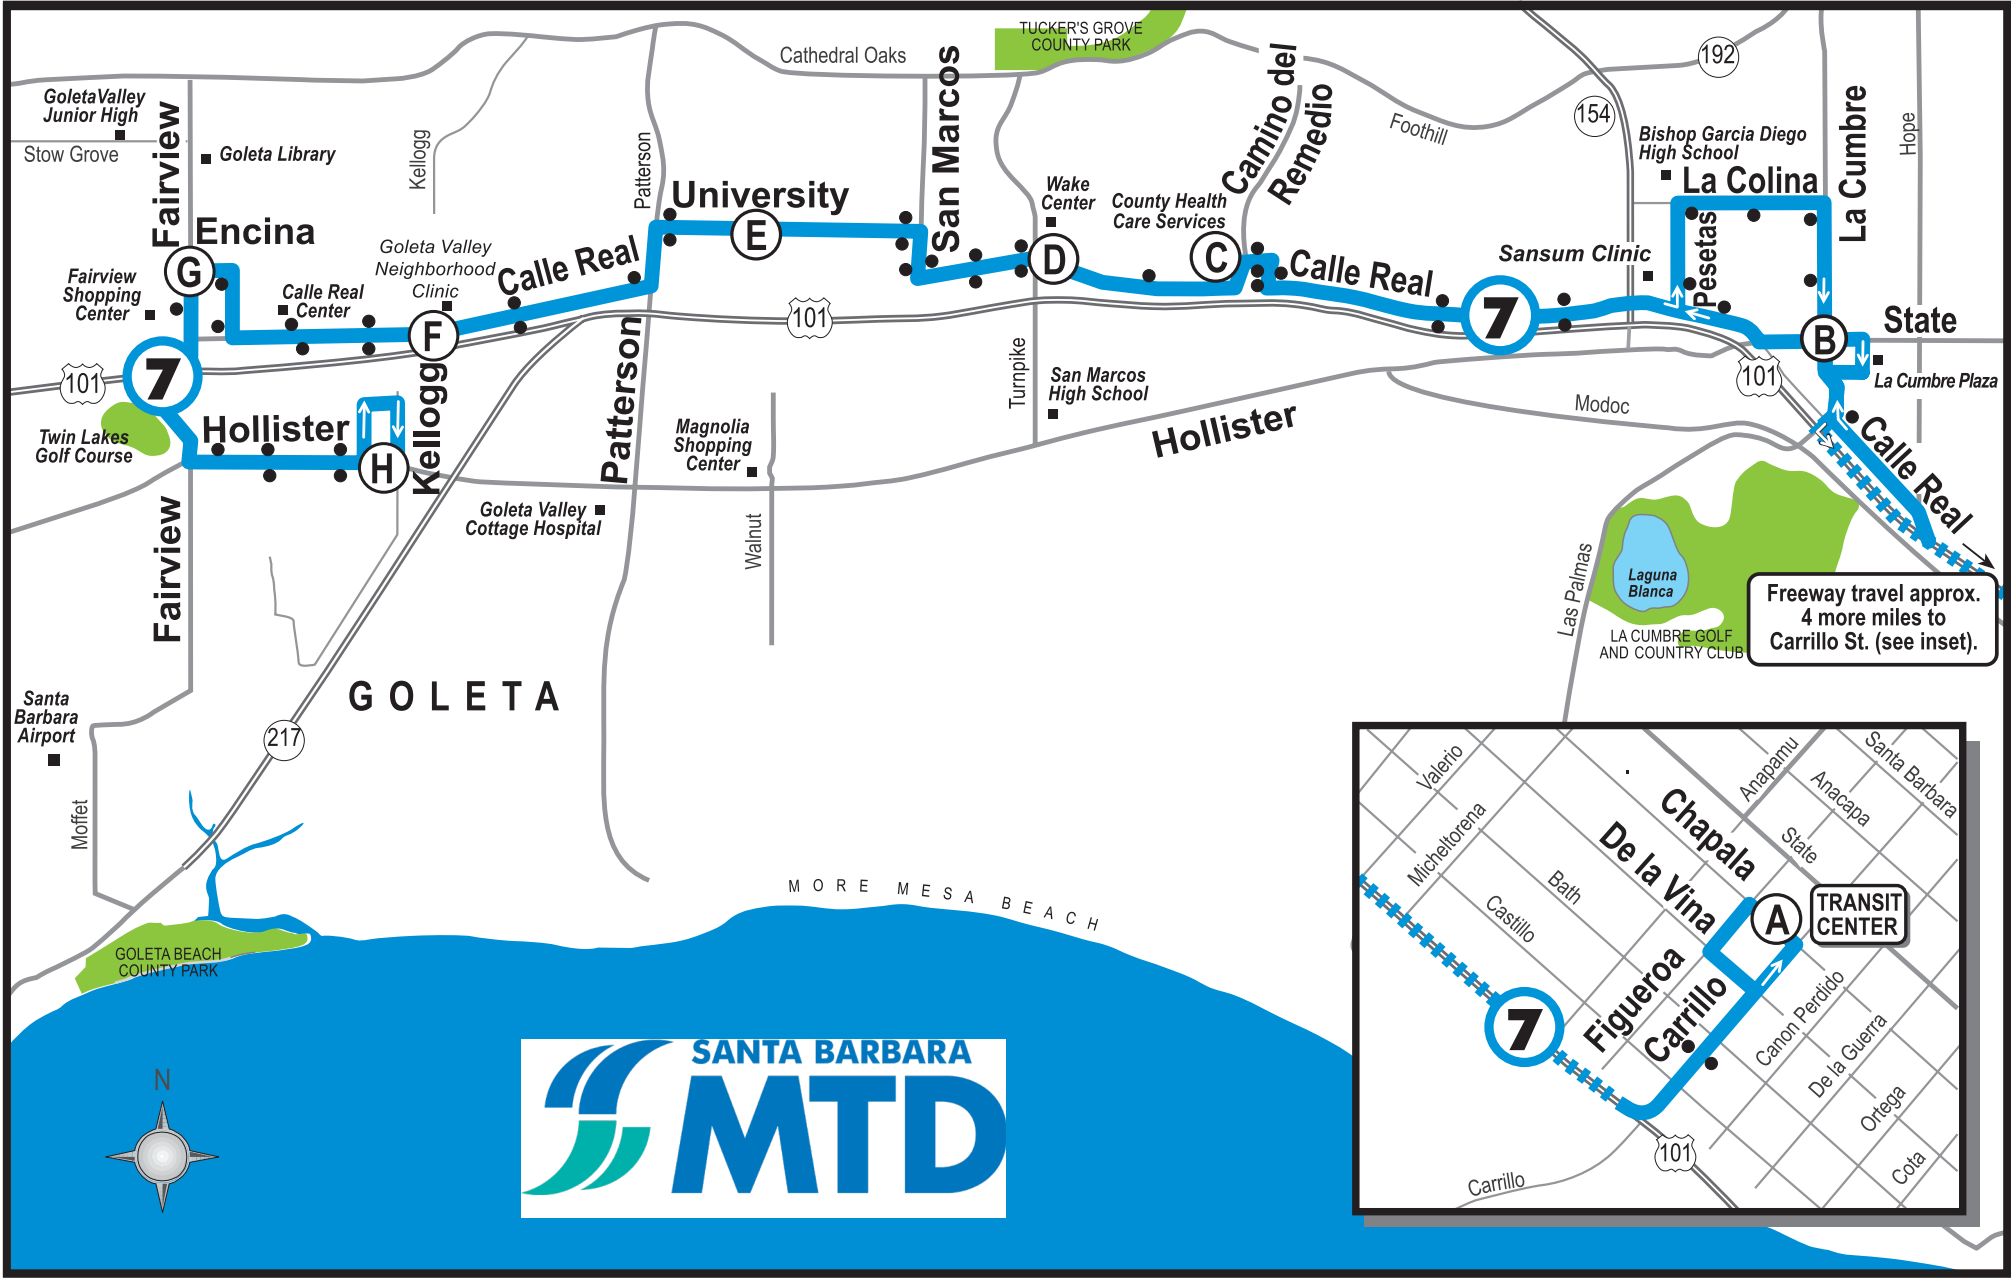 TUCKER'S GROVE
COUNTY PARK
Cathedral Oaks
192
GoletaValley
Junior High
Stow Grove
Fairview
Goleta Library
Kellogg
Patterson
San Marcos
Camino del
Remedio
Foothill
154
Bishop Garcia Diego
High School
La Colina
La Cumbre
Hope
Encina
University
Wake
Center
County Health
Care Services
G
Goleta Valley
Neighborhood
Clinic
Calle Real
E
D
C
Calle Real
Sansum Clinic
Pesetas
Fairview
Shopping
Center
Calle Real
Center
F
101
7
B
State
La Cumbre Plaza
7
101
101
Twin Lakes
Golf Course
Hollister
H
Kellogg
Patterson
Magnolia
Shopping
Center
Turnpike
San Marcos
High School
Hollister
Modoc
Calle Real
Goleta Valley
Cottage Hospital
Walnut
Fairview
Las Palmas
Laguna
Blanca
LA CUMBRE GOLF
AND COUNTRY CLUB
Freeway travel approx.
4 more miles to
Carrillo St. (see inset).
GOLETA
Santa
Barbara
Airport
217
Moffet
MORE MESA BEACH
GOLETA BEACH
COUNTY PARK
N
SANTA BARBARA
MTD
Valerio
Micheltorena
Chapala
De la Vina
Anapamu
Santa Barbara
Anacapa
State
Bath
Castillo
A
TRANSIT
CENTER
Figueroa
Carrillo
7
Canon Perdido
De la Guerra
Ortega
Cota
101
Carrillo